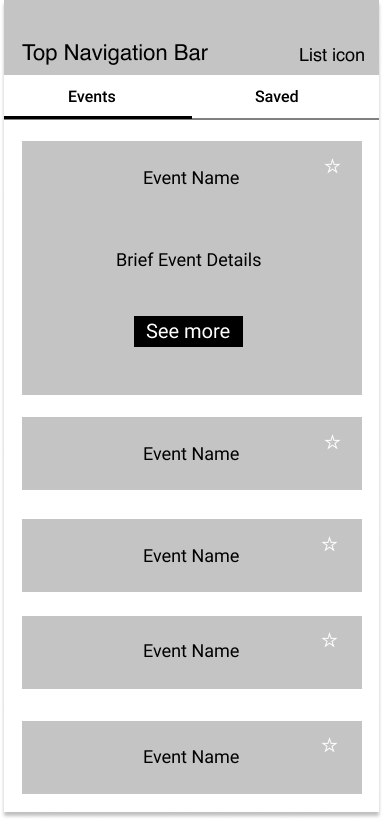 Top Navigation Bar
List icon
Events
Saved
Event Name
Brief Event Details
See more
Event Name
Event Name
Event Name
Event Name